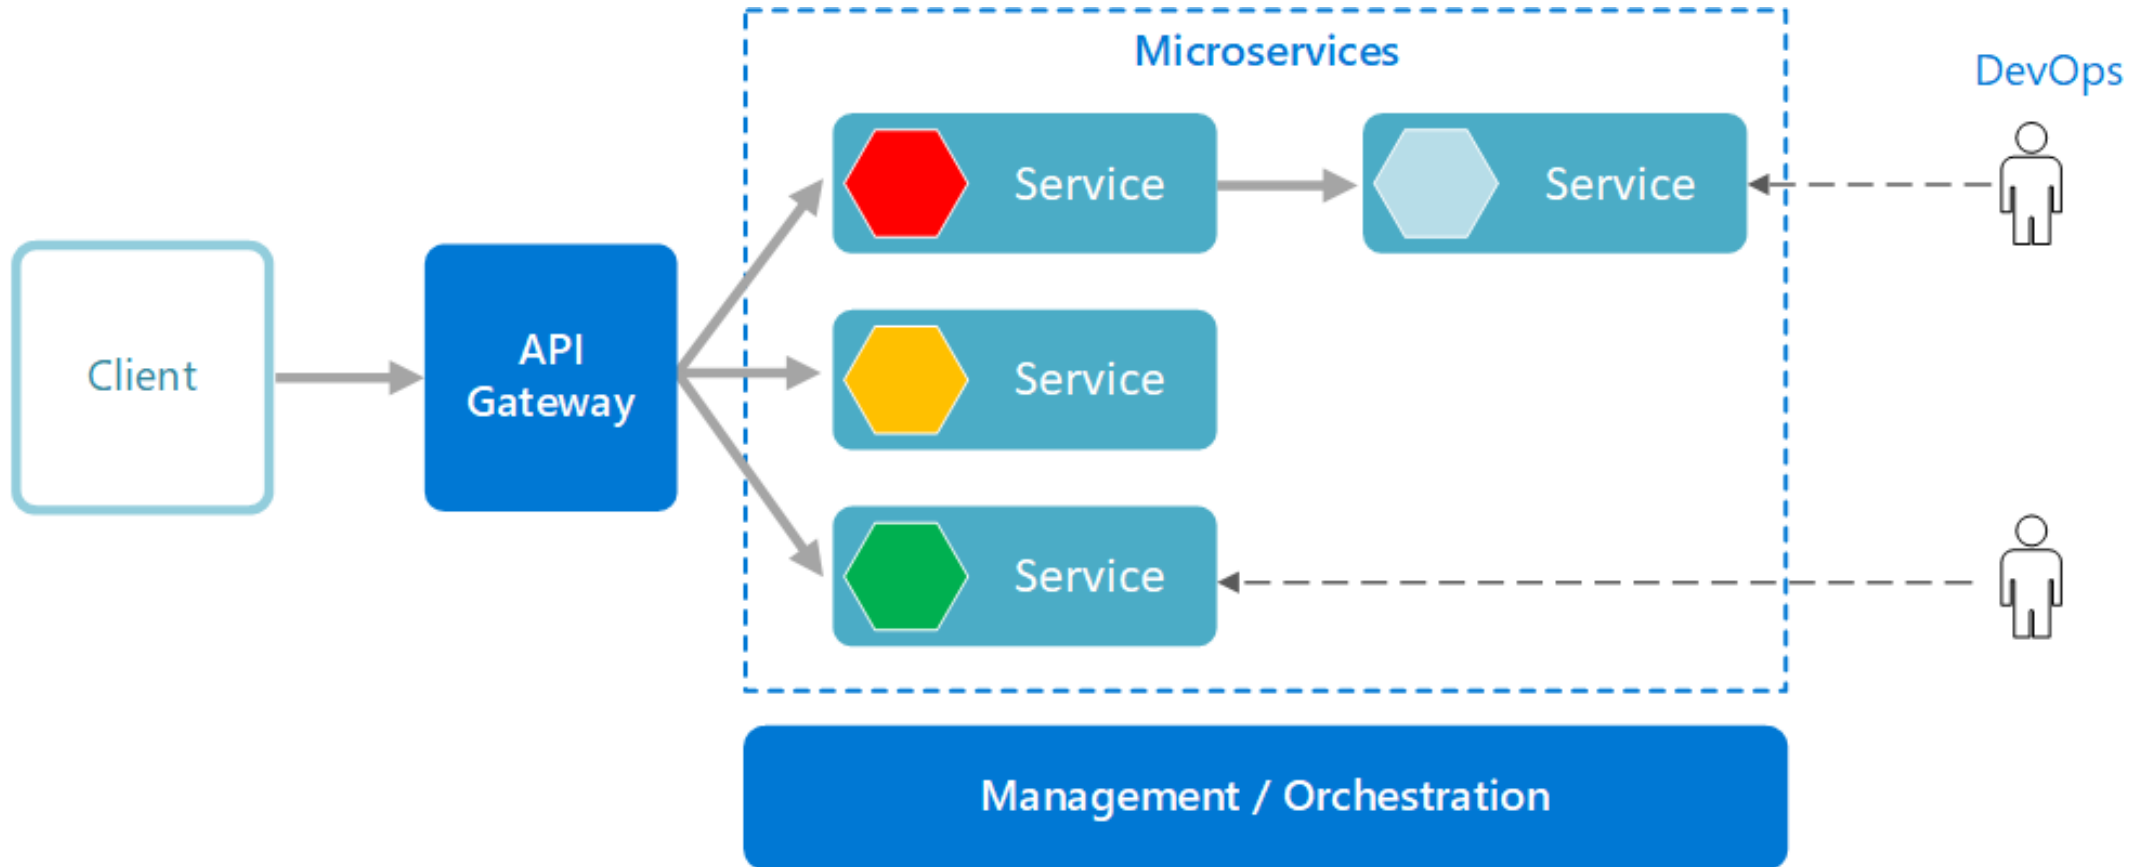 Microservices
DevOps
Service
Service
Client
API
Gateway
Service
Service
Management / Orchestration